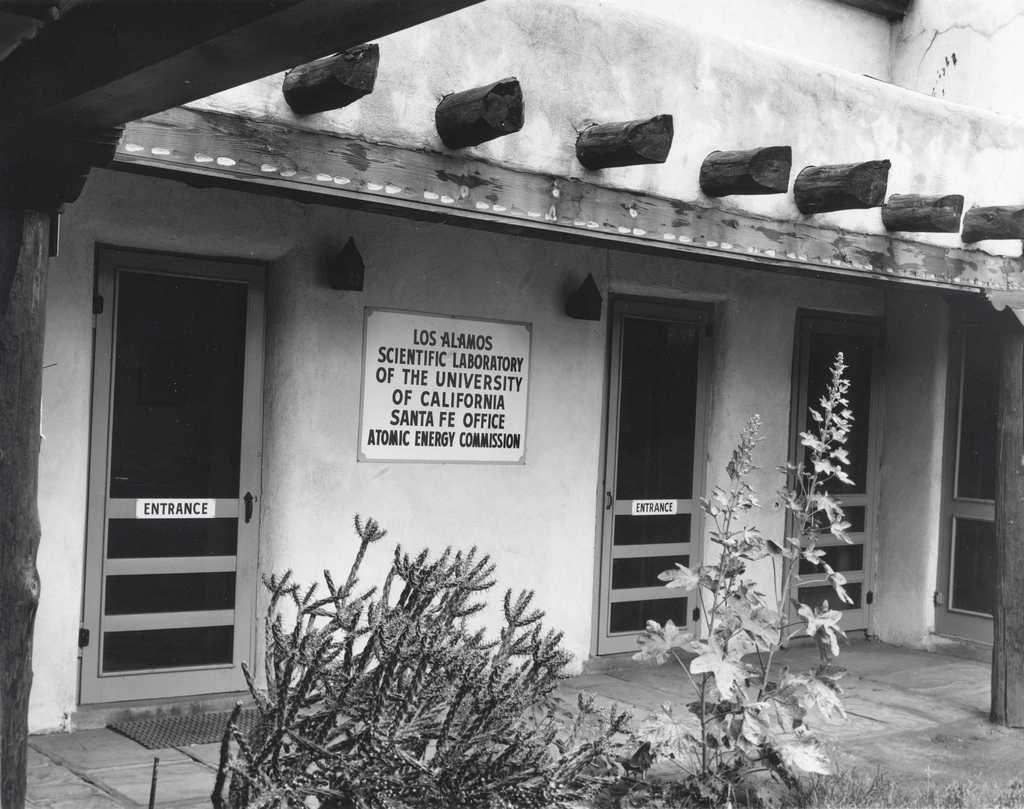 LOS ALAMOS
SCIENTIFIC LABORATORY
OF THE UNIVERSITY
OF CALIFORNIA
SANTA FE OFFICE
ATOMIC ENERGY COMMISSION
ENTRANCE
ENTRANCE